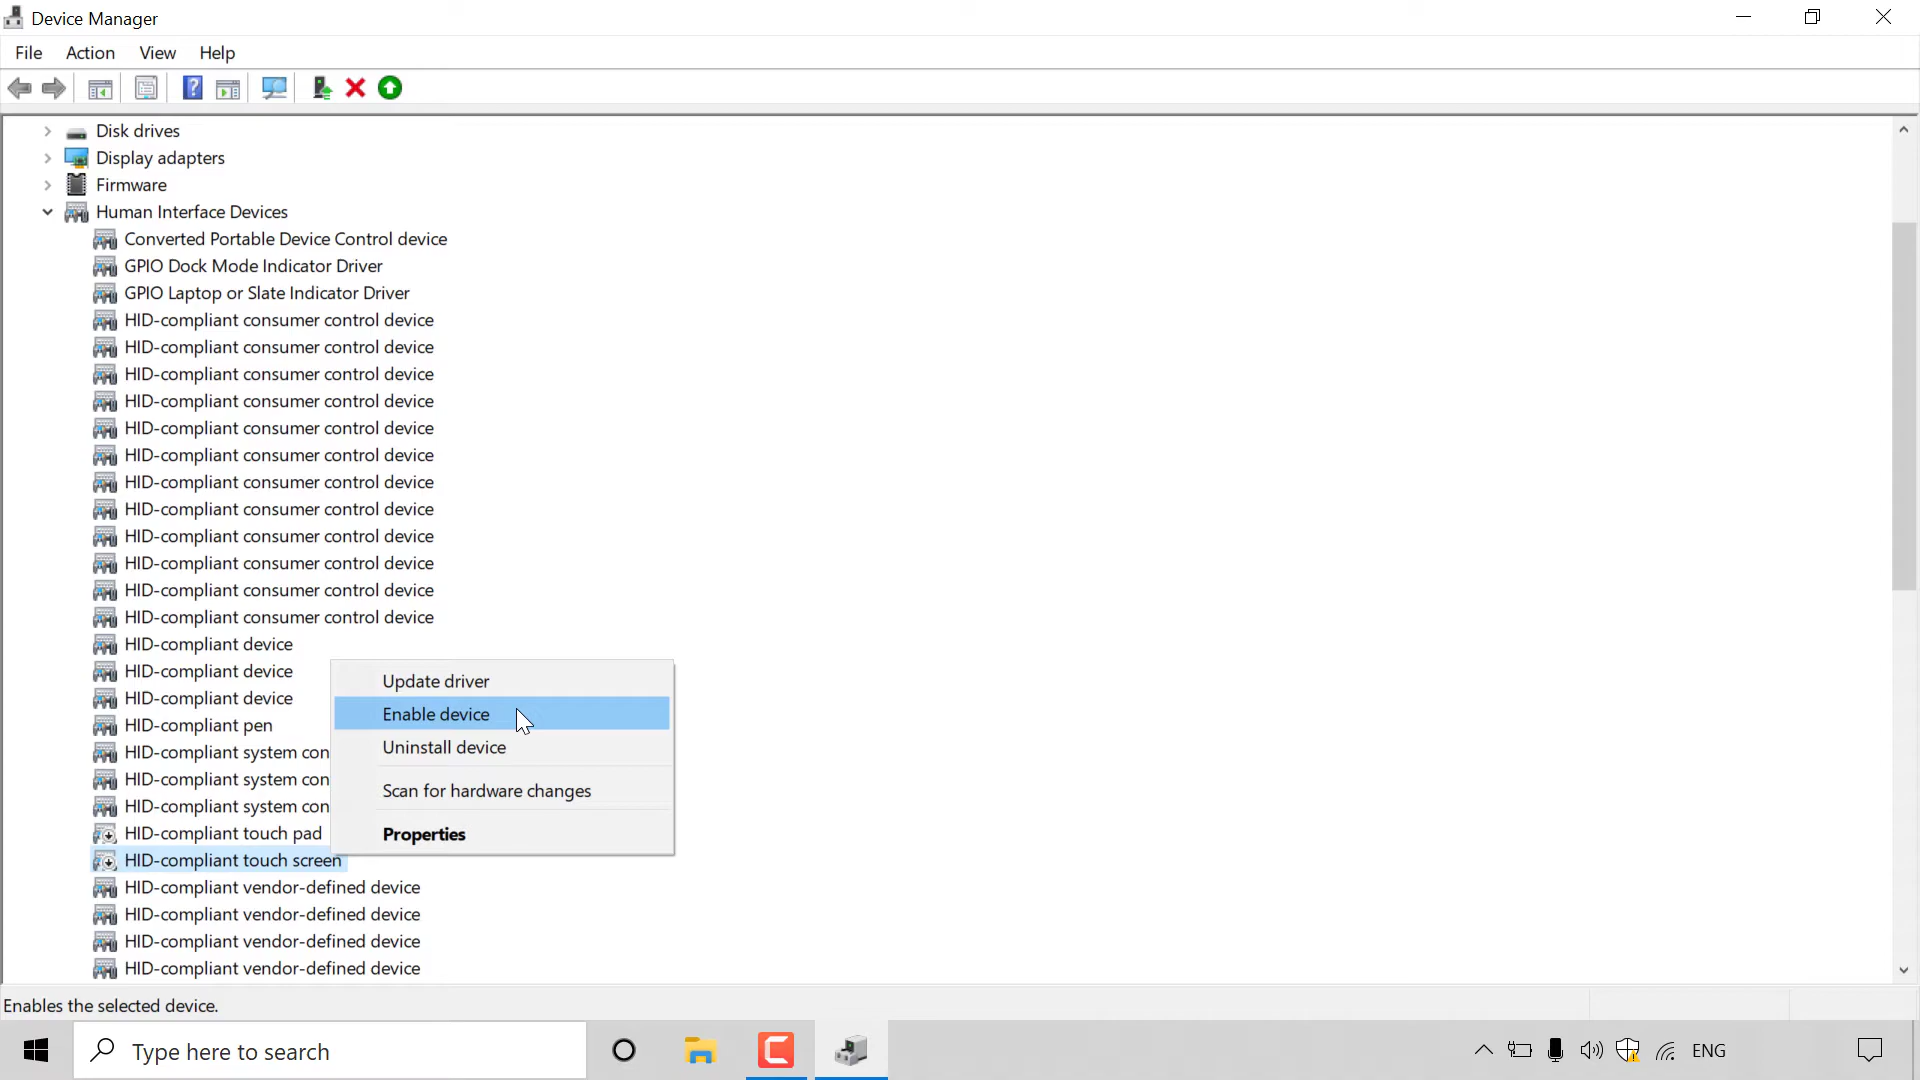 Device Manager
File Action View Help
Disk drives
Display adapters
Firmware
Human Interface Devices
Converted Portable Device Control device
GPIO Dock Mode Indicator Driver
GPIO Laptop or Slate Indicator Driver
HID-compliant consumer control device
HID-compliant consumer control device
HID-compliant consumer control device
HID-compliant consumer control device
HID-compliant consumer control device
HID-compliant consumer control device
HID-compliant consumer control device
HID-compliant consumer control device
HID-compliant consumer control device
HID-compliant consumer control device
HID-compliant consumer control device
HID-compliant consumer control device
HID-compliant device
HID-compliant device
HID-compliant device
HID-compliant pen
HID-compliant system con
HID-compliant system con
HID-compliant system con
HID-compliant touch pad
HID-compliant touch screen
HID-compliant vendor-defined device
HID-compliant vendor-defined device
HID-compliant vendor-defined device
HID-compliant vendor-defined device
Update driver
Enable device
Uninstall device
Scan for hardware changes
Properties
Enables the selected device.
Type here to search
ENG